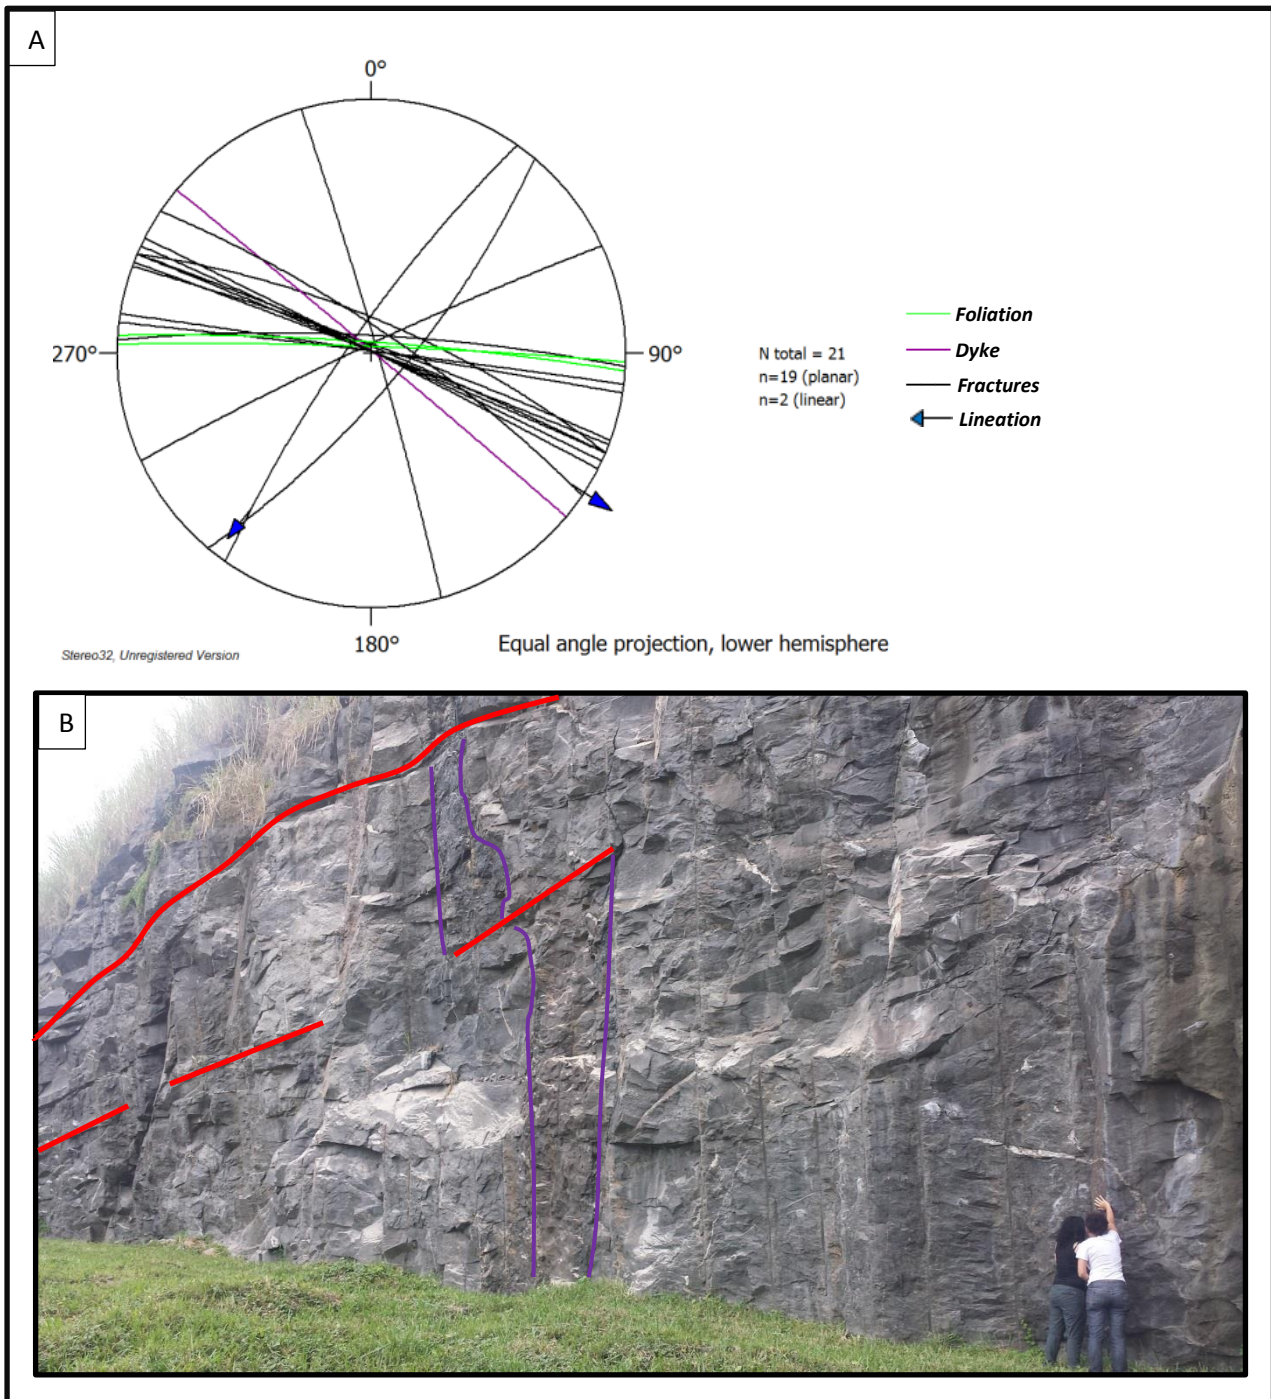 A
0°
270°
90°
180°
N total = 21
n=19 (planar)
n=2 (linear)
Foliation
Dyke
Fractures
Lineation
Stereo32, Unregistered Version
Equal angle projection, lower hemisphere
B